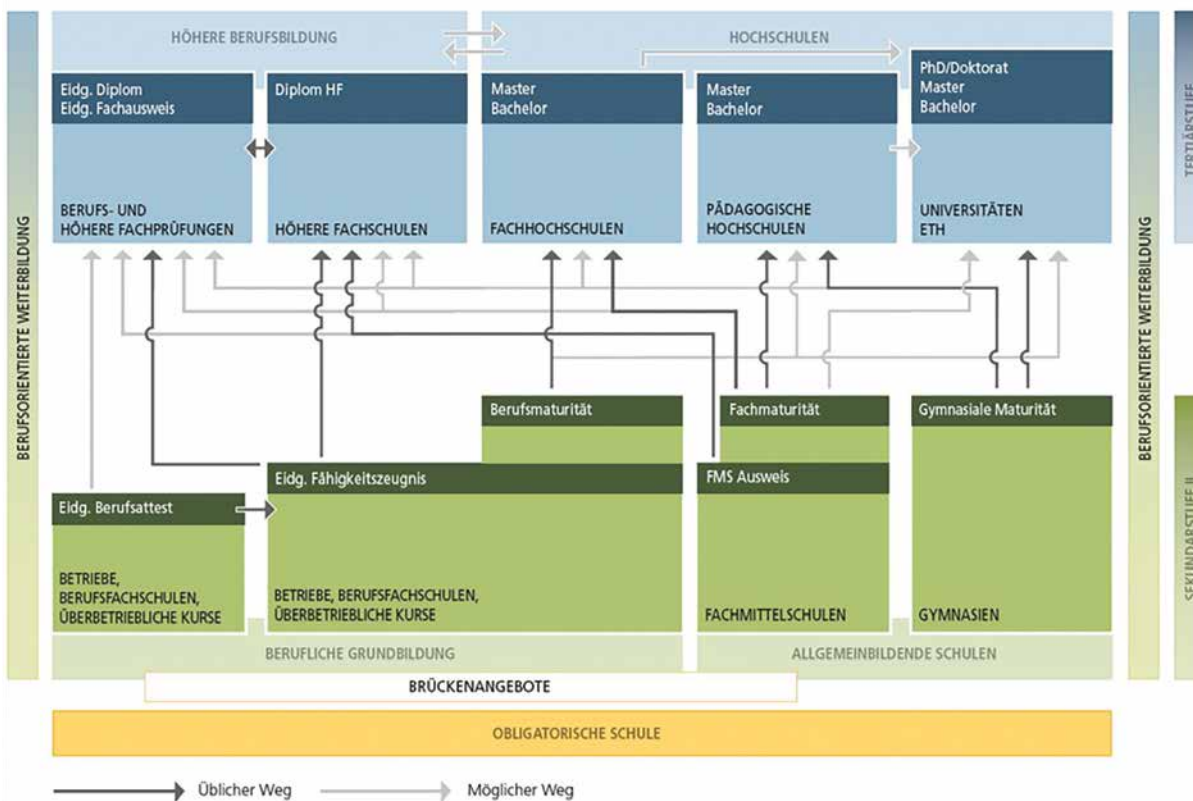 HÖHERE BERUFSBILDUNG
HOCHSCHULEN
Eidg. Diplom
Eidg. Fachausweis
Diplom HF
Master
Bachelor
Master
Bachelor
PhD/Doktorat
Master
Bachelor
BERUFS- UND
HÖHERE FACHPRÜFUNGEN
HÖHERE FACHSCHULEN
FACHHOCHSCHULEN
PÄDAGOGISCHE
HOCHSCHULEN
UNIVERSITÄTEN
ETH
BERUFSORIENTIERTE WEITERBILDUNG
BERUFSORIENTIERTE WEITERBILDUNG
TERTIÄRSTUFE
SEKUNDARSTUFE II
Berufsmaturität
Fachmaturität
Gymnasiale Maturität
Eidg. Fähigkeitszeugnis
FMS Ausweis
Eidg. Berufsattest
BETRIEBE,
BERUFSFACHSCHULEN,
ÜBERBETRIEBLICHE KURSE
BETRIEBE, BERUFSFACHSCHULEN,
ÜBERBETRIEBLICHE KURSE
FACHMITTELSCHULEN
GYMNASIEN
BERUFLICHE GRUNDBILDUNG
ALLGEMEINBILDENDE SCHULEN
BRÜCKENANGEBOTE
OBLIGATORISCHE SCHULE
Üblicher Weg
Möglicher Weg